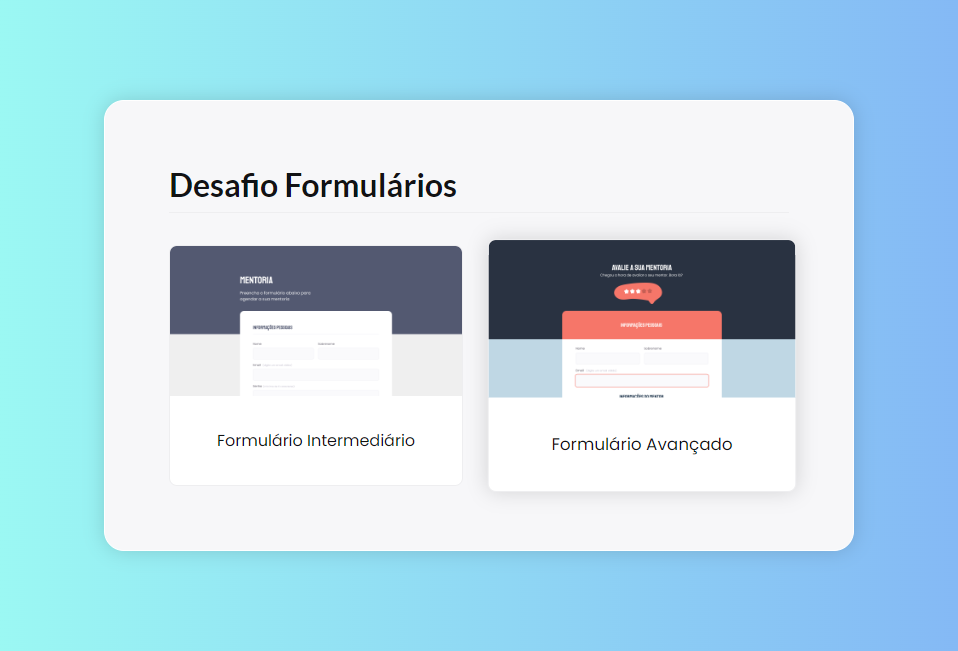 Desafio Formulários
MENTORIA
Preencha o formulário abaixo para
agendar a sua mentoria
INFORMAÇÕES PESSOAIS
Nome
Sobrenome
Email
Senha
Formulário Intermediário
AVALIE A SUA MENTORIA
Chegou a hora de avaliar o seu mentor. Bora lá?
INFORMAÇÕES PESSOAIS
Nome
Sobrenome
Email
INFORMAÇÕES DO MENTOR
Formulário Avançado